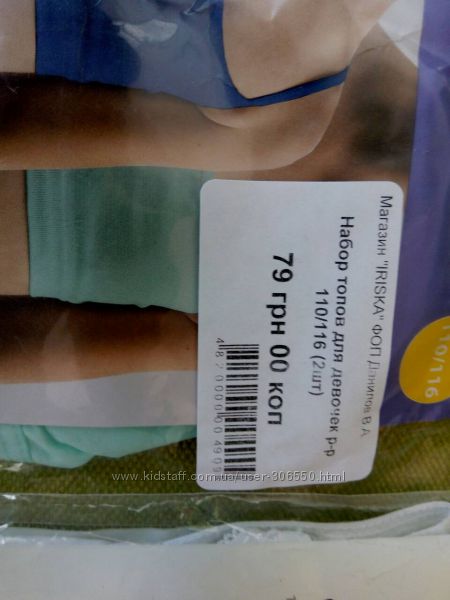 Магазин "IRISKA" ФОП Данилов В А
Набор топов для девочек р-р
110/116 (2шт)
79 грн 00 коп
110/116
www.kidstaff.com.ua/user-306550.html